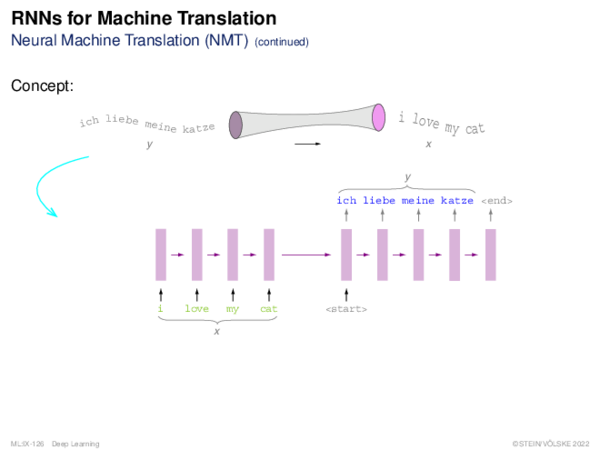 RNNs for Machine Translation
Neural Machine Translation (NMT) (continued)
Concept:
ich liebe meine katze
i love my cat
y
x
y
ich liebe meine katze <end>
i love my cat <start>
x
ML:IX-126 Deep Learning
©STEIN/VÖLSKE 2022